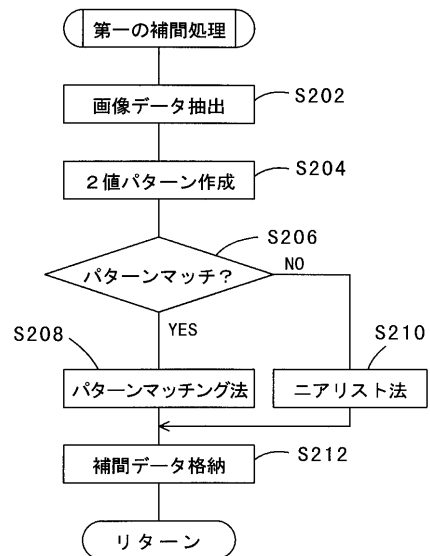 第一の補間処理
画像データ抽出
S202
2値パターン作成
S204
S206
パターンマッチ?
NO
YES
S208
S210
パターンマッチング法
ニアリスト法
補間データ格納
S212
リターン